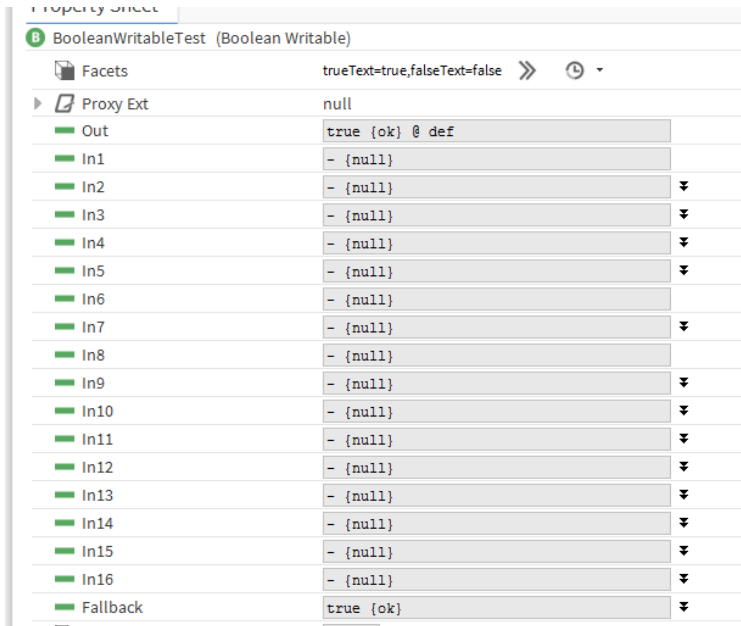 Property Sheet
B BooleanWritableTest (Boolean Writable)
Facets trueText=true,falseText=false
Proxy Ext null
Out true {ok} @ def
In1 - {null}
In2 - {null}
In3 - {null}
In4 - {null}
In5 - {null}
In6 - {null}
In7 - {null}
In8 - {null}
In9 - {null}
In10 - {null}
In11 - {null}
In12 - {null}
In13 - {null}
In14 - {null}
In15 - {null}
In16 - {null}
Fallback true {ok}